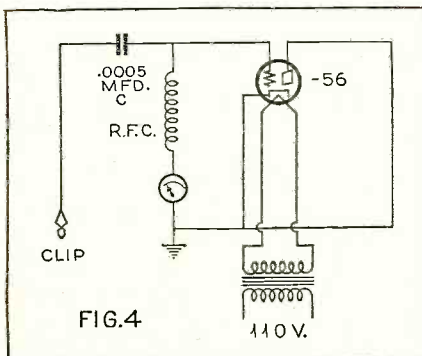 .0005
MFD.
C
R.F.C.
-56
CLIP
FIG.4
110 V.